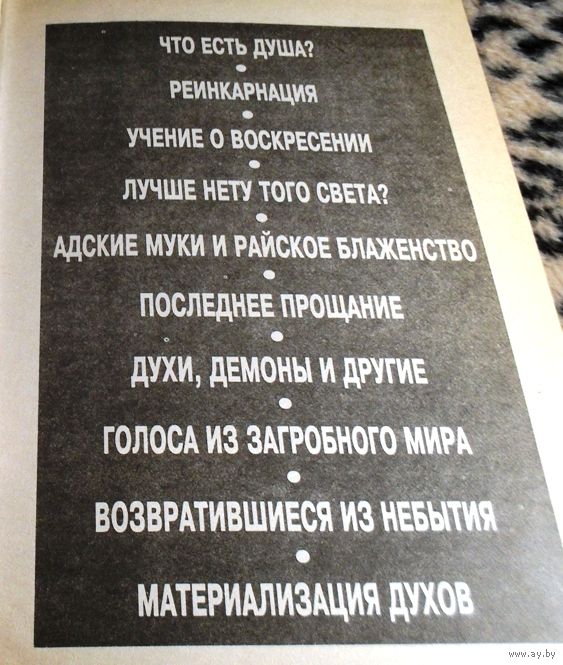 ЧТО ЕСТЬ ДУША?
•
РЕИНКАРНАЦИЯ
•
УЧЕНИЕ О ВОСКРЕСЕНИИ
•
ЛУЧШЕ НЕТУ ТОГО СВЕТА?
•
АДСКИЕ МУКИ И РАЙСКОЕ БЛАЖЕНСТВО
•
ПОСЛЕДНЕЕ ПРОЩАНИЕ
•
ДУХИ, ДЕМОНЫ И ДРУГИЕ
•
ГОЛОСА ИЗ ЗАГРОБНОГО МИРА
•
ВОЗВРАТИВШИЕСЯ ИЗ НЕБЫТИЯ
•
МАТЕРИАЛИЗАЦИЯ ДУХОВ
www.ay.by